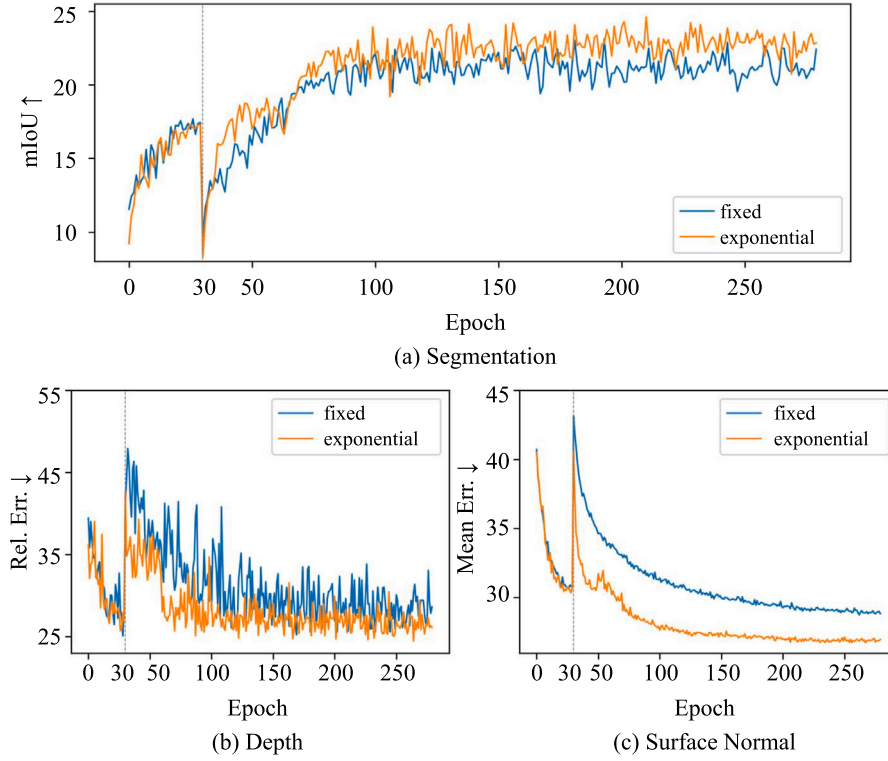 25
20
15
10
mIoU ↑
fixed
exponential
0 30 50 100 150 200 250
Epoch
(a) Segmentation
55
45
35
25
Rel. Err. ↓
fixed
exponential
0 30 50 100 150 200 250
Epoch
(b) Depth
45
40
35
30
Mean Err. ↓
fixed
exponential
0 30 50 100 150 200 250
Epoch
(c) Surface Normal